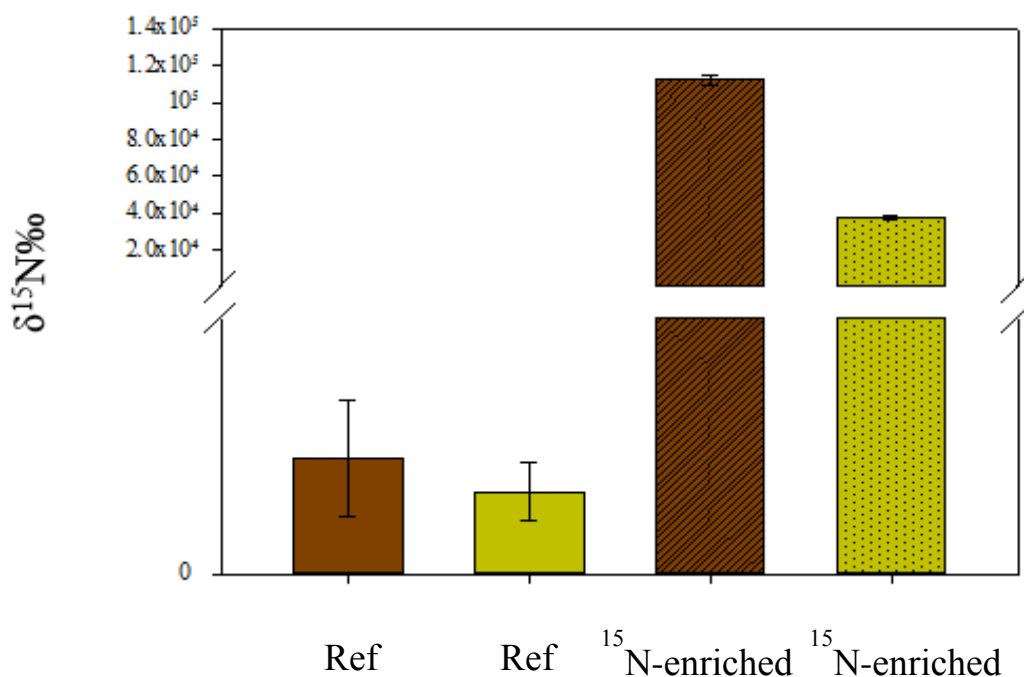 1.4x10⁵
1.2x10⁵
10⁵
8.0x10⁴
6.0x10⁴
4.0x10⁴
2.0x10⁴
0
δ¹⁵N‰
Ref
Ref
¹⁵N-enriched
¹⁵N-enriched